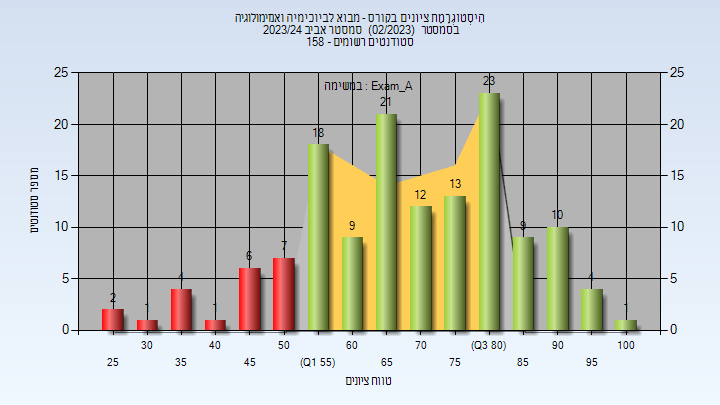 היסטוגרמת ציונים בקורס - מבוא לביוכימיה ואנזימולוגיה
בסמסטר (02/2023) סמסטר אביב 2023/24
סטודנטים רשומים - 158
במשימה : Exam_A
מספר סטודנטים
25 20 15 10 5 0
25 20 15 10 5 0
2 1 4 1 6 7 18 9 21 12 13 23 9 10 4 1
30 40 50 60 70 (Q3 80) 90 100
25 35 45 (Q1 55) 65 75 85 95
טווח ציונים